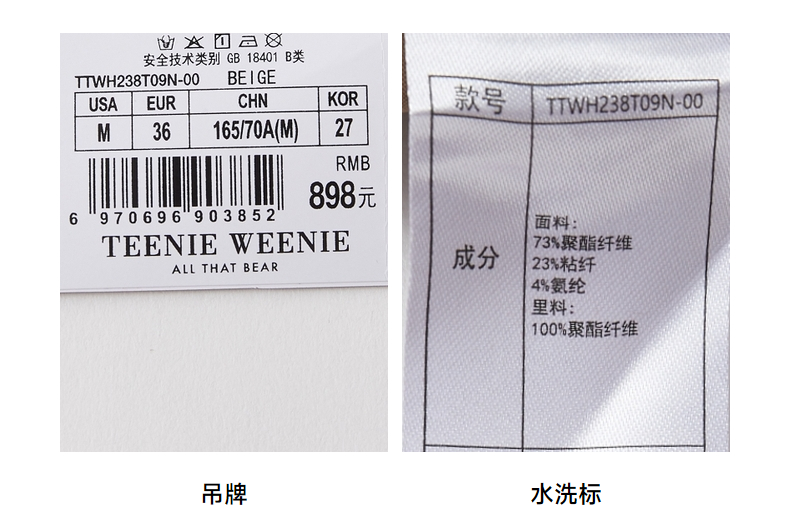 安全技术类别 GB 18401 B类
TTWH238T09N-00 BEIGE
USA EUR CHN KOR
M 36 165/70A(M) 27
RMB
898元
6 970696 903852
TEENIE WEENIE
ALL THAT BEAR
款号 TTWH238T09N-00
成分
面料：
73%聚酯纤维
23%粘纤
4%氨纶
里料：
100%聚酯纤维
吊牌
水洗标